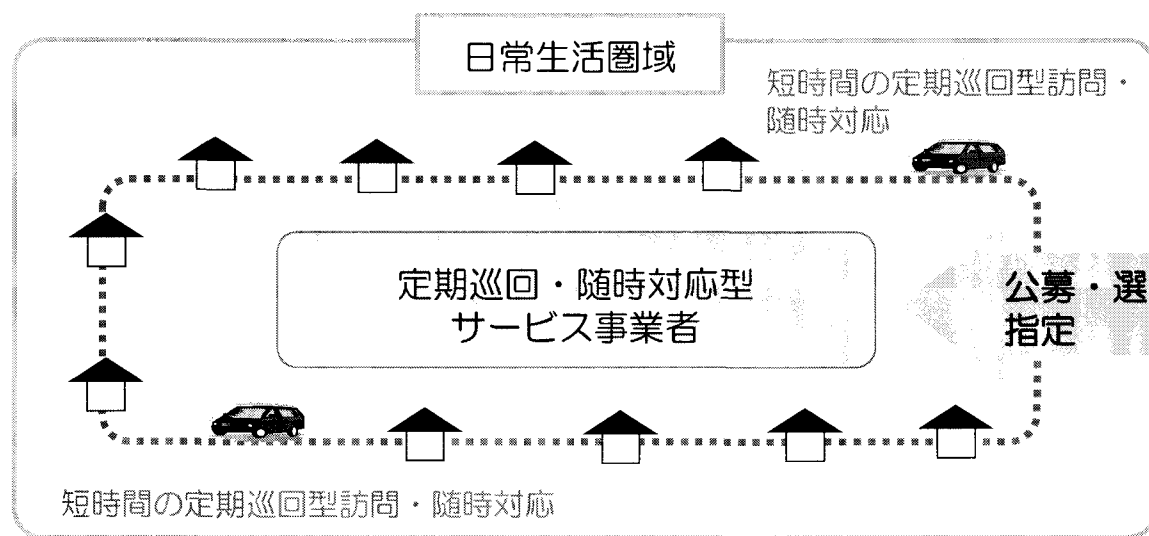 日常生活圏域
短時間の定期巡回型訪問・
随時対応
定期巡回・随時対応型
サービス事業者
公募・選
指定
短時間の定期巡回型訪問・随時対応